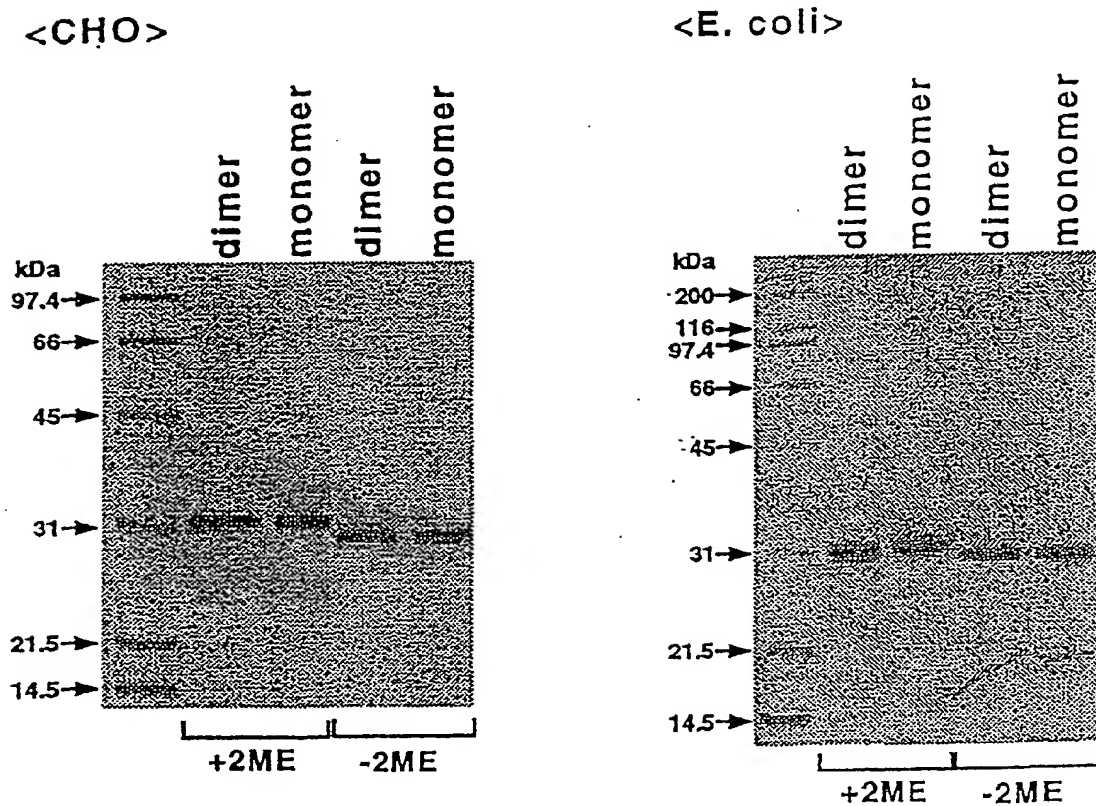 <CHO>
dimer
monomer
dimer
monomer
kDa
97.4
66
45
31
21.5
14.5
+2ME
-2ME
<E. coli>
dimer
monomer
dimer
monomer
kDa
200
116
97.4
66
45
31
21.5
14.5
+2ME
-2ME